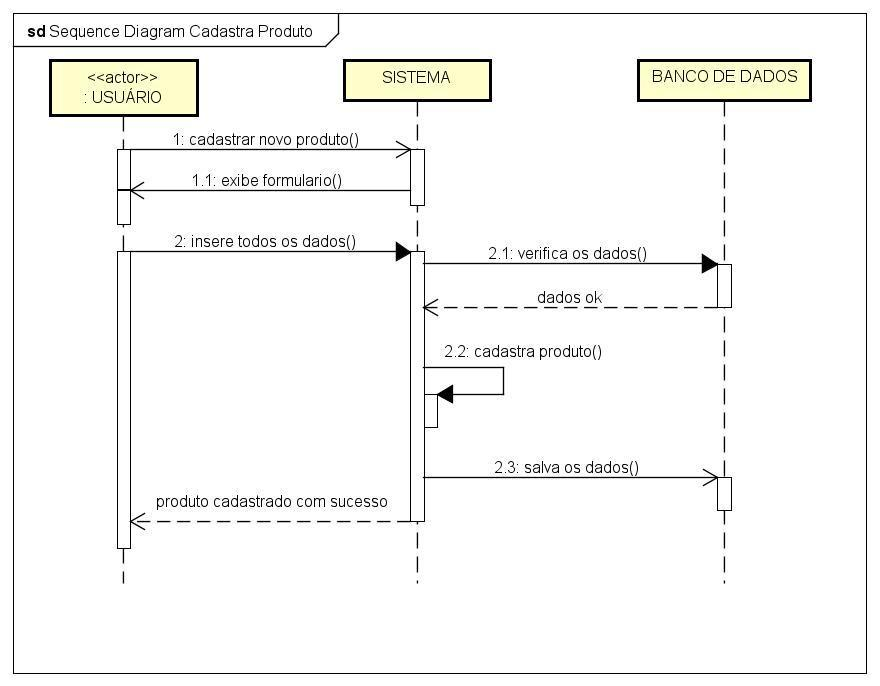 sd Sequence Diagram Cadastra Produto
<<actor>>
: USUÁRIO
SISTEMA
BANCO DE DADOS
1: cadastrar novo produto()
1.1: exibe formulario()
2: insere todos os dados()
2.1: verifica os dados()
dados ok
2.2: cadastra produto()
2.3: salva os dados()
produto cadastrado com sucesso